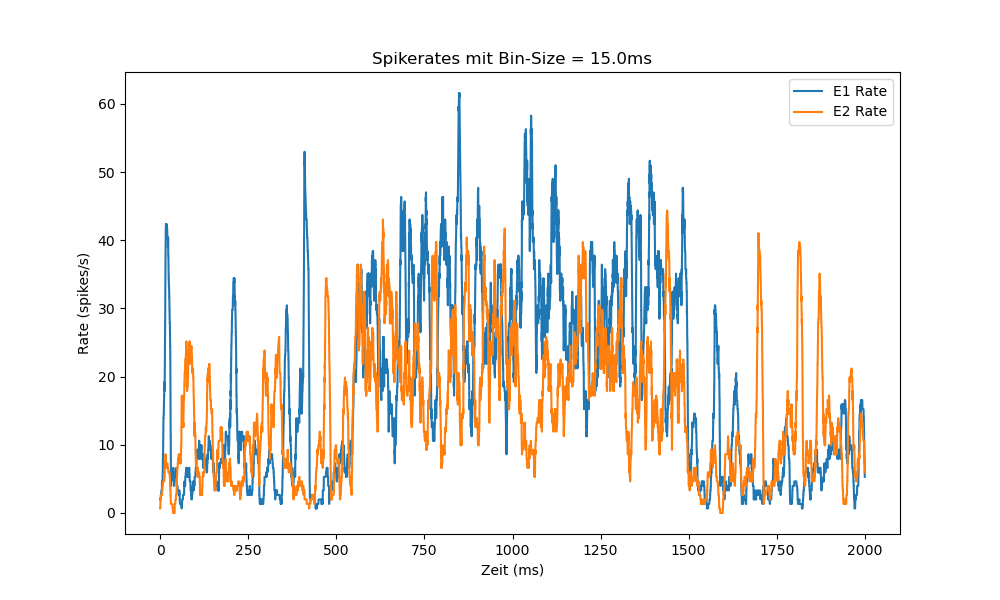 Spikerates mit Bin-Size = 15.0ms
E1 Rate
E2 Rate
Rate (spikes/s)
60
50
40
30
20
10
0
0 250 500 750 1000 1250 1500 1750 2000
Zeit (ms)